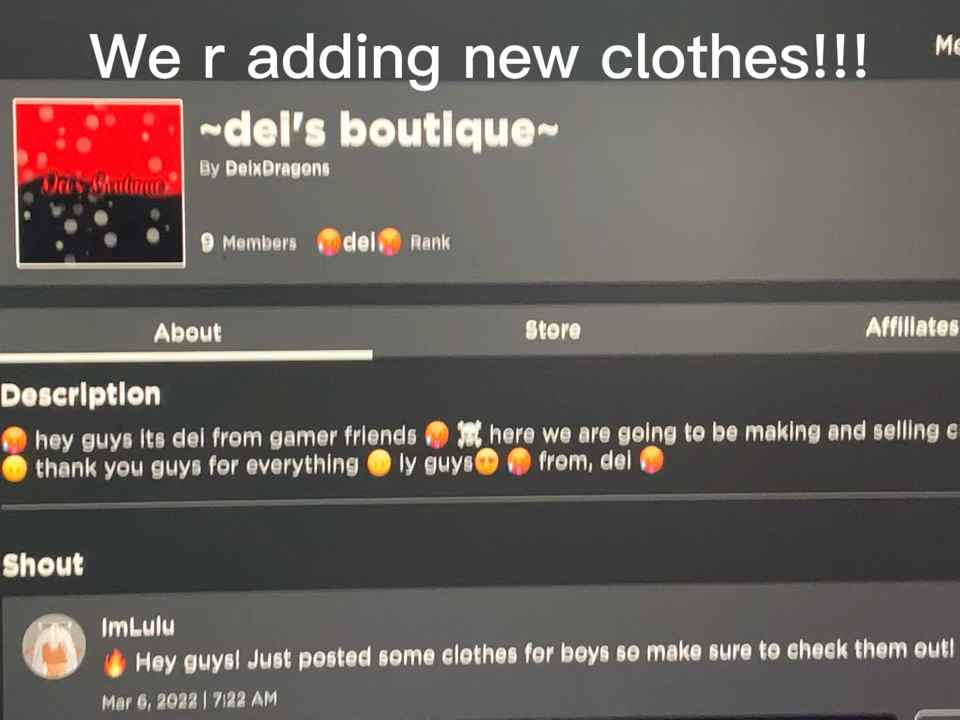 We r adding new clothes!!!
Me
~dei's boutique~
Dei's Boutique
By DeixDragons
9 Members 🥵dei🥵 Rank
About Store Affiliates
Description
🥵 hey guys its dei from gamer friends 🥵 ☠️ here we are going to be making and selling c
😶 thank you guys for everything 😶 ly guys😍 🥵 from, dei 🥵
Shout
ImLulu
🔥 Hey guys! Just posted some clothes for boys so make sure to check them out!
Mar 6, 2022 | 7:22 AM